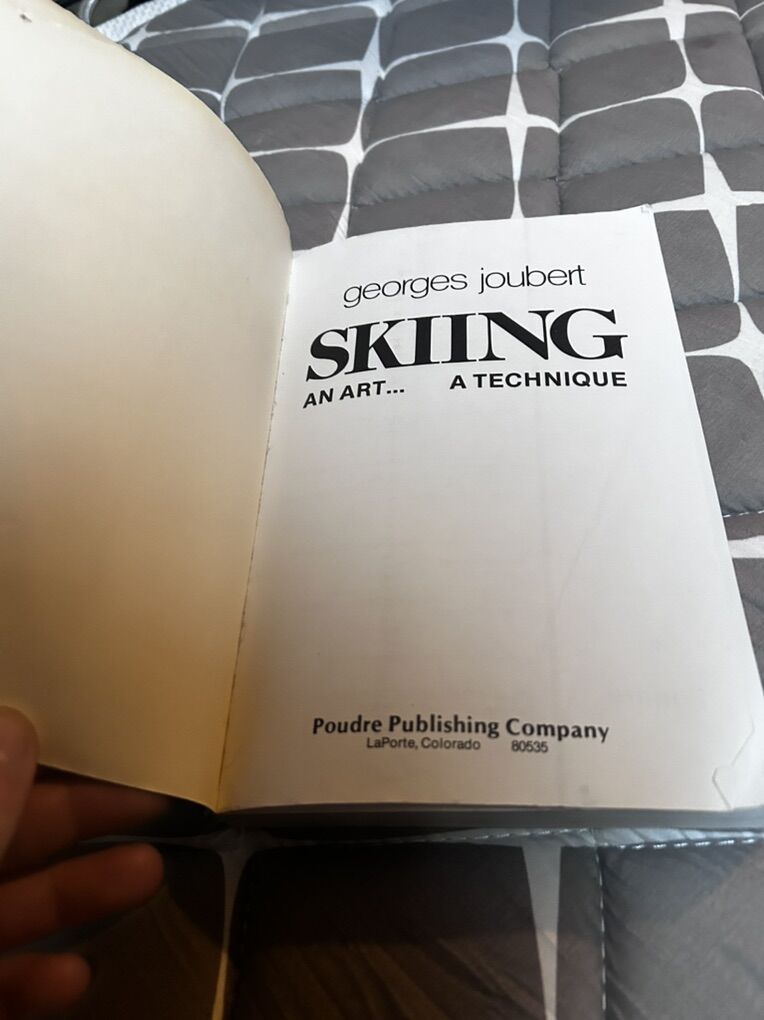 georges joubert
SKIING
AN ART... A TECHNIQUE
Poudre Publishing Company
LaPorte, Colorado 80535